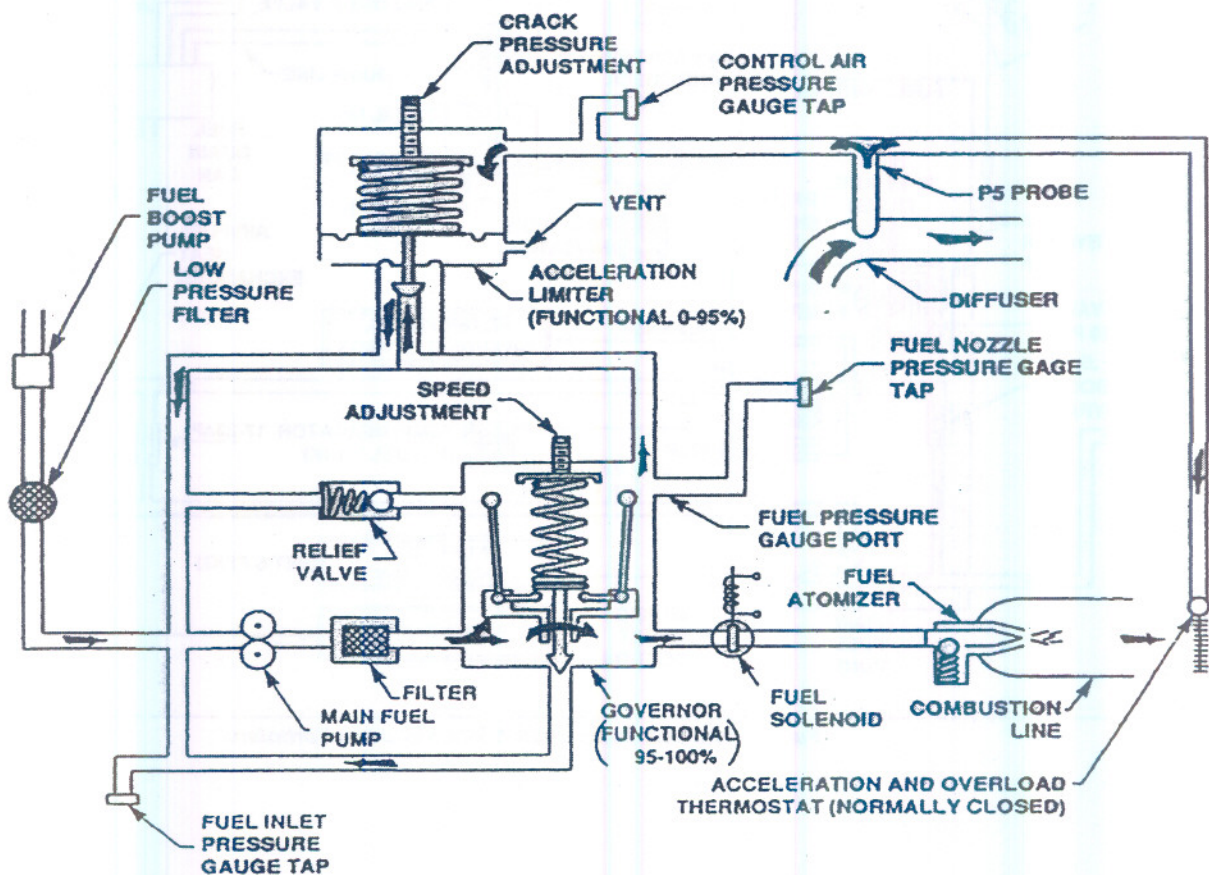 CRACK
PRESSURE
ADJUSTMENT
CONTROL AIR
PRESSURE
GAUGE TAP
FUEL
BOOST
PUMP
LOW
PRESSURE
FILTER
VENT
P5 PROBE
ACCELERATION
LIMITER
(FUNCTIONAL 0-95%)
DIFFUSER
FUEL NOZZLE
PRESSURE GAGE
TAP
SPEED
ADJUSTMENT
RELIEF
VALVE
FUEL PRESSURE
GAUGE PORT
FUEL
ATOMIZER
FILTER
MAIN FUEL
PUMP
GOVERNOR
(FUNCTIONAL)
95-100%
FUEL
SOLENOID
COMBUSTION
LINE
ACCELERATION AND OVERLOAD
THERMOSTAT (NORMALLY CLOSED)
FUEL INLET
PRESSURE
GAUGE TAP